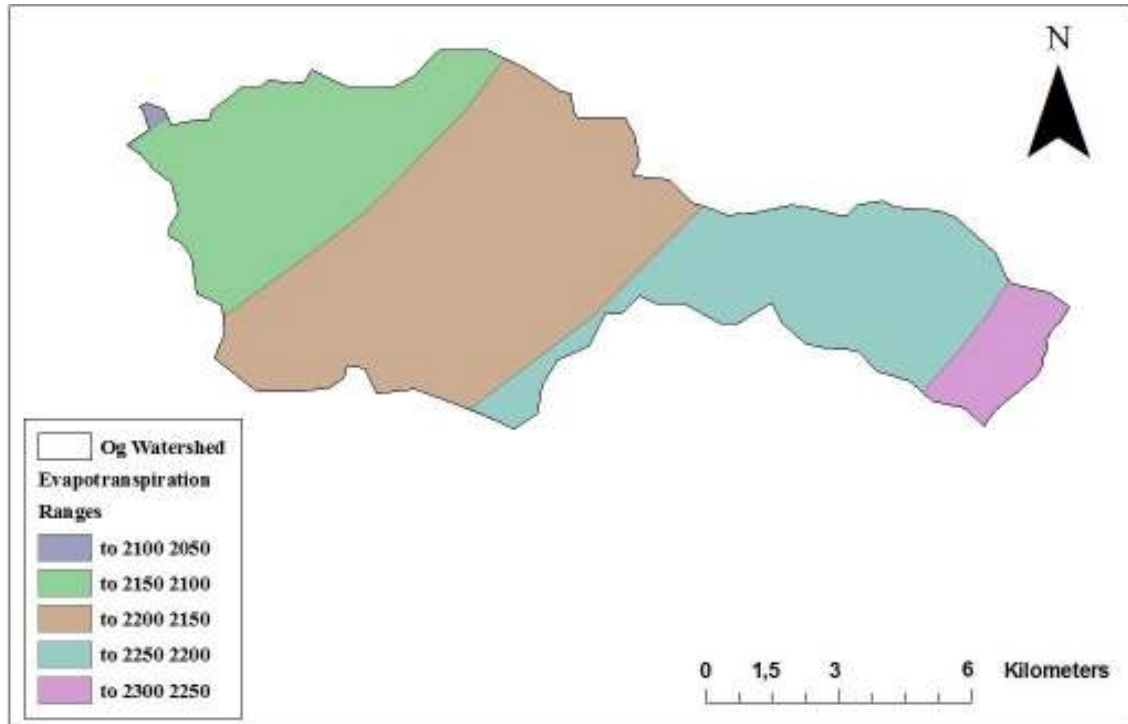 N
Og Watershed
Evapotranspiration
Ranges
to 2100 2050
to 2150 2100
to 2200 2150
to 2250 2200
to 2300 2250
0 1,5 3 6 Kilometers